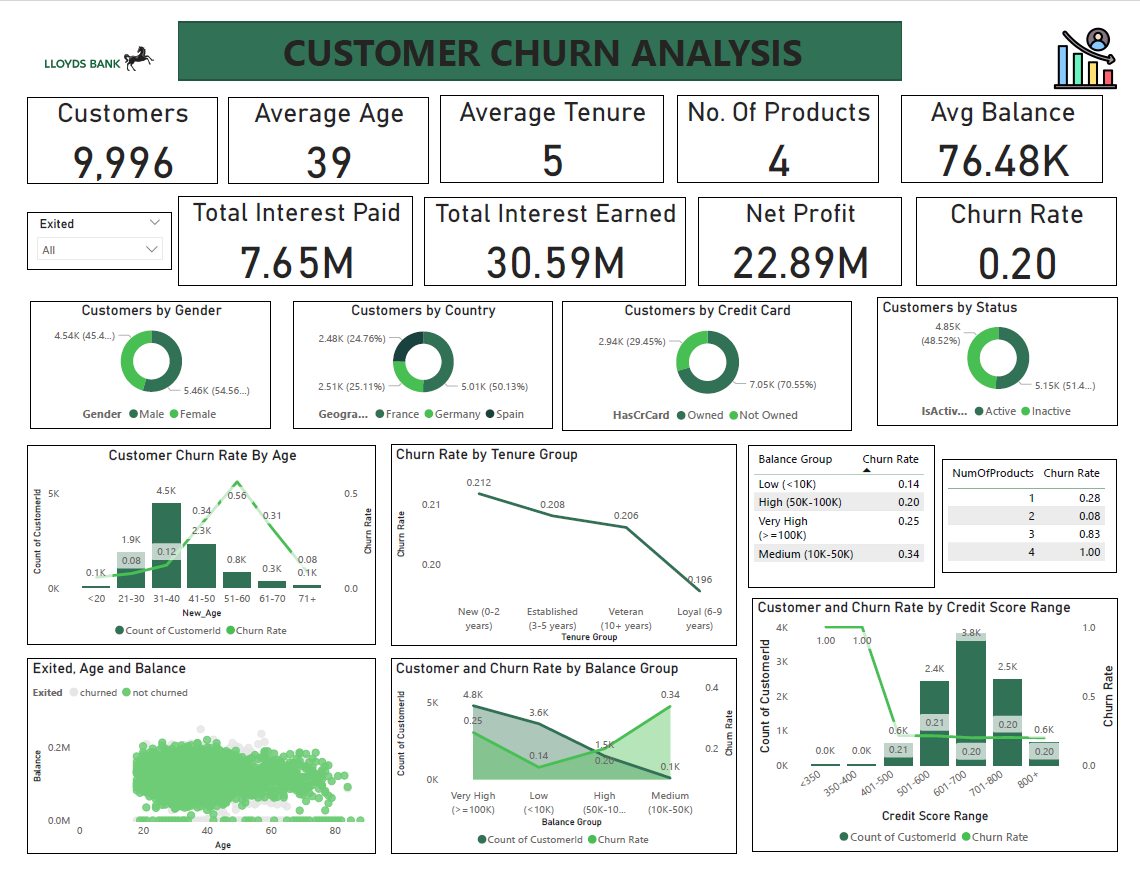 LLOYDS BANK
CUSTOMER CHURN ANALYSIS
Customers
9,996
Average Age
39
Average Tenure
5
No. Of Products
4
Avg Balance
76.48K
Exited
All
Total Interest Paid
7.65M
Total Interest Earned
30.59M
Net Profit
22.89M
Churn Rate
0.20
Customers by Gender
4.54K (45.4...)
5.46K (54.56...)
Gender Male Female
Customers by Country
2.48K (24.76%)
2.51K (25.11%)
5.01K (50.13%)
Geogra... France Germany Spain
Customers by Credit Card
2.94K (29.45%)
7.05K (70.55%)
HasCrCard Owned Not Owned
Customers by Status
4.85K
(48.52%)
5.15K (51.4...)
IsActiv... Active Inactive
Customer Churn Rate By Age
Count of CustomerId
5K
0K
0.1K
1.9K
0.08
4.5K
0.12
0.34
2.3K
0.56
0.8K
0.31
0.3K
0.08
0.1K
0.5
0.0
Churn Rate
<20 21-30 31-40 41-50 51-60 61-70 71+
New_Age
Count of CustomerId Churn Rate
Churn Rate by Tenure Group
Churn Rate
0.21
0.20
0.212
0.208
0.206
0.196
New (0-2 years)
Established (3-5 years)
Veteran (10+ years)
Loyal (6-9 years)
Tenure Group
Balance Group Churn Rate
Low (<10K) 0.14
High (50K-100K) 0.20
Very High 0.25
(>=100K)
Medium (10K-50K) 0.34
NumOfProducts Churn Rate
1 0.28
2 0.08
3 0.83
4 1.00
Exited, Age and Balance
Exited churned not churned
Balance
0.2M
0.0M
0 20 40 60 80
Age
Customer and Churn Rate by Balance Group
Count of CustomerId
5K
0K
4.8K
0.25
3.6K
0.14
1.5K
0.20
0.34
0.1K
0.4
0.2
Churn Rate
Very High (>=100K)
Low (<10K)
High (50K-10...
Medium (10K-50K)
Balance Group
Count of CustomerId Churn Rate
Customer and Churn Rate by Credit Score Range
Count of CustomerId
4K
3K
2K
1K
0K
1.00
1.00
0.0K
0.0K
0.6K
0.21
2.4K
0.21
3.8K
0.20
2.5K
0.20
0.6K
0.20
1.0
0.5
0.0
Churn Rate
<350 350-400 401-500 501-600 601-700 701-800 800+
Credit Score Range
Count of CustomerId Churn Rate